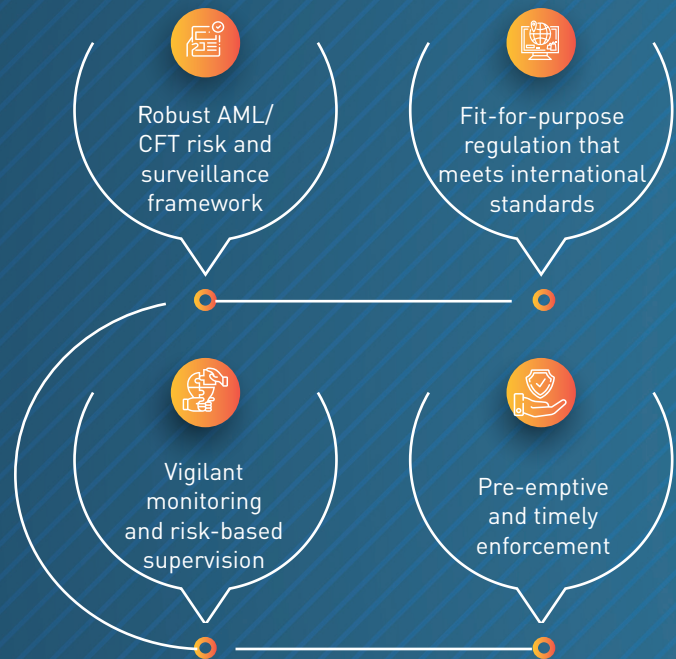 Robust AML/
CFT risk and
surveillance
framework
Fit-for-purpose
regulation that
meets international
standards
Vigilant
monitoring
and risk-based
supervision
Pre-emptive
and timely
enforcement